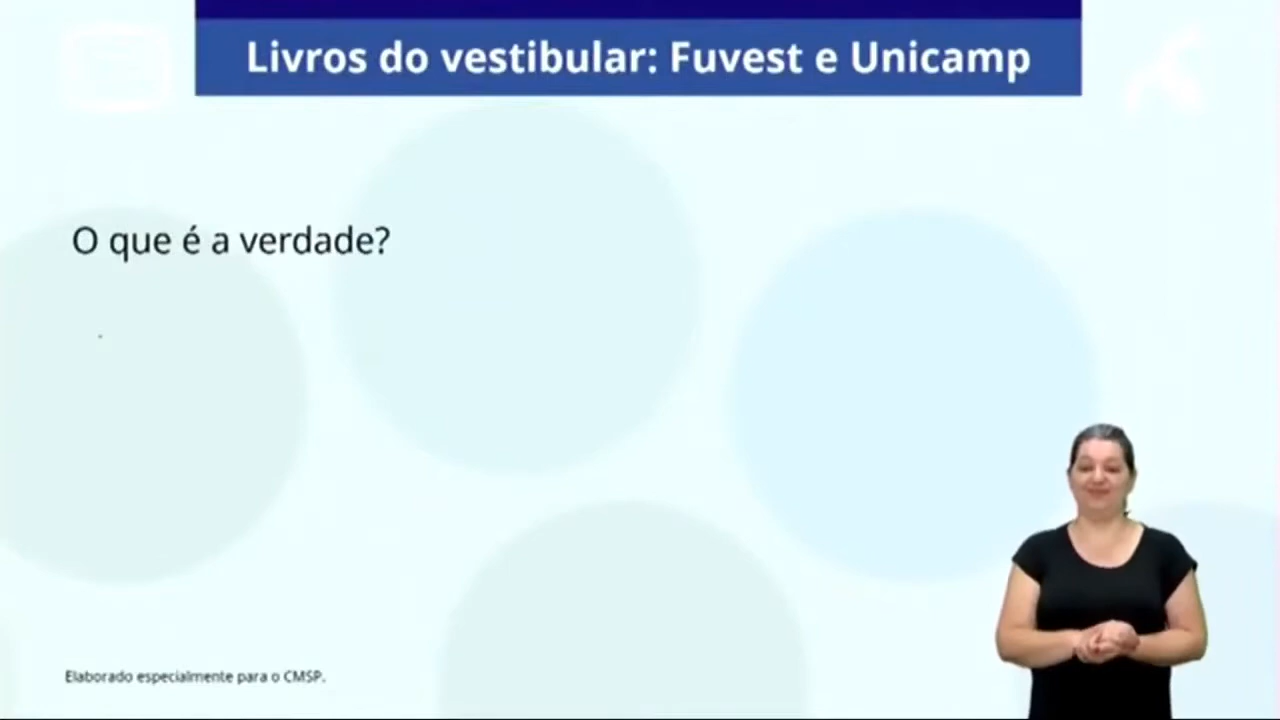 Livros do vestibular: Fuvest e Unicamp
O que é a verdade?
Elaborado especialmente para o CMSP.